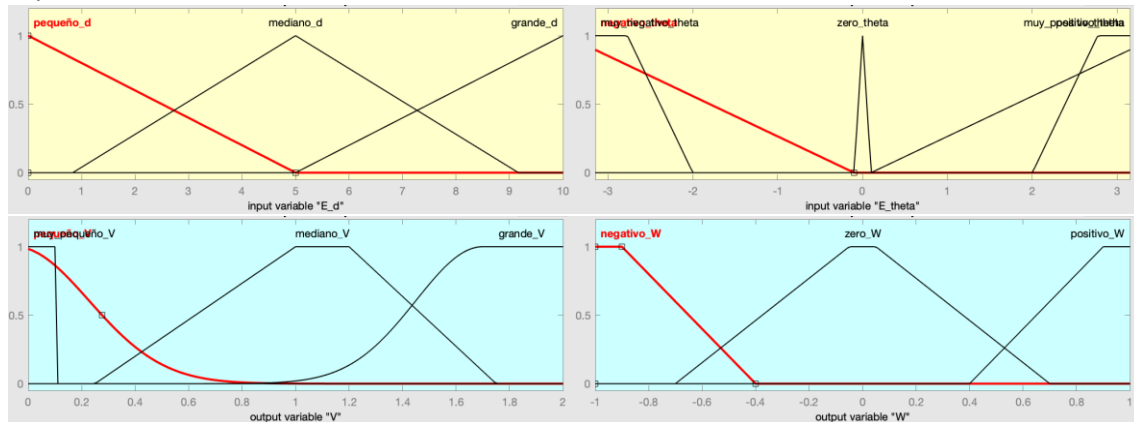 pequeño_d mediano_d grande_d
1
0.5
0
0 1 2 3 4 5 6 7 8 9 10
input variable "E_d"
zero_theta
1
0.5
0
-3 -2 -1 0 1 2 3
input variable "E_theta"
mediano_V grande_V
1
0.5
0
0 0.2 0.4 0.6 0.8 1 1.2 1.4 1.6 1.8 2
output variable "V"
negativo_W zero_W positivo_W
1
0.5
0
-1 -0.8 -0.6 -0.4 -0.2 0 0.2 0.4 0.6 0.8 1
output variable "W"